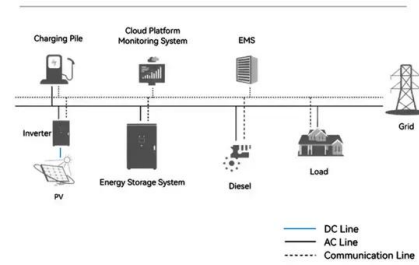 Charging Pile
Cloud Platform
Monitoring System
EMS
Grid
Inverter
PV
Energy Storage System
Diesel
Load
DC Line
AC Line
Communication Line